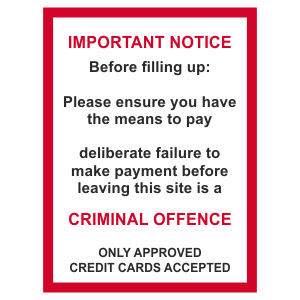 IMPORTANT NOTICE
Before filling up:
Please ensure you have
the means to pay
deliberate failure to
make payment before
leaving this site is a
CRIMINAL OFFENCE
ONLY APPROVED
CREDIT CARDS ACCEPTED